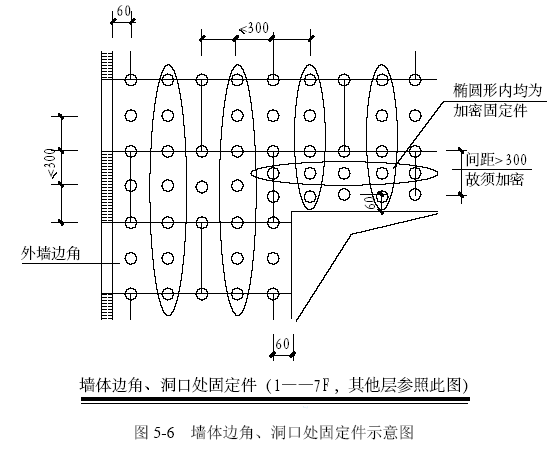 60
≤300
椭圆形内均为
加密固定件
≤300
间距>300
故须加密
60
外墙边角
60
墙体边角、洞口处固定件 (1——7F, 其他层参照此图)
图 5-6 墙体边角、洞口处固定件示意图